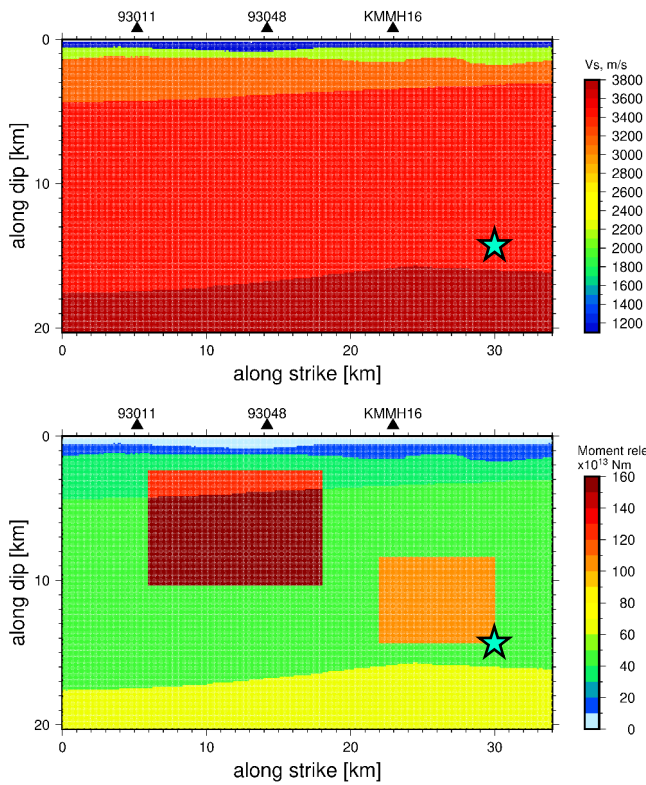 93011 93048 KMMH16
0
10
20
along dip [km]
0 10 20 30
along strike [km]
Vs, m/s
3800
3600
3400
3200
3000
2800
2600
2400
2200
2000
1800
1600
1400
1200
93011 93048 KMMH16
0
10
20
along dip [km]
0 10 20 30
along strike [km]
Moment rele
x10¹³ Nm
160
140
120
100
80
60
40
20
0